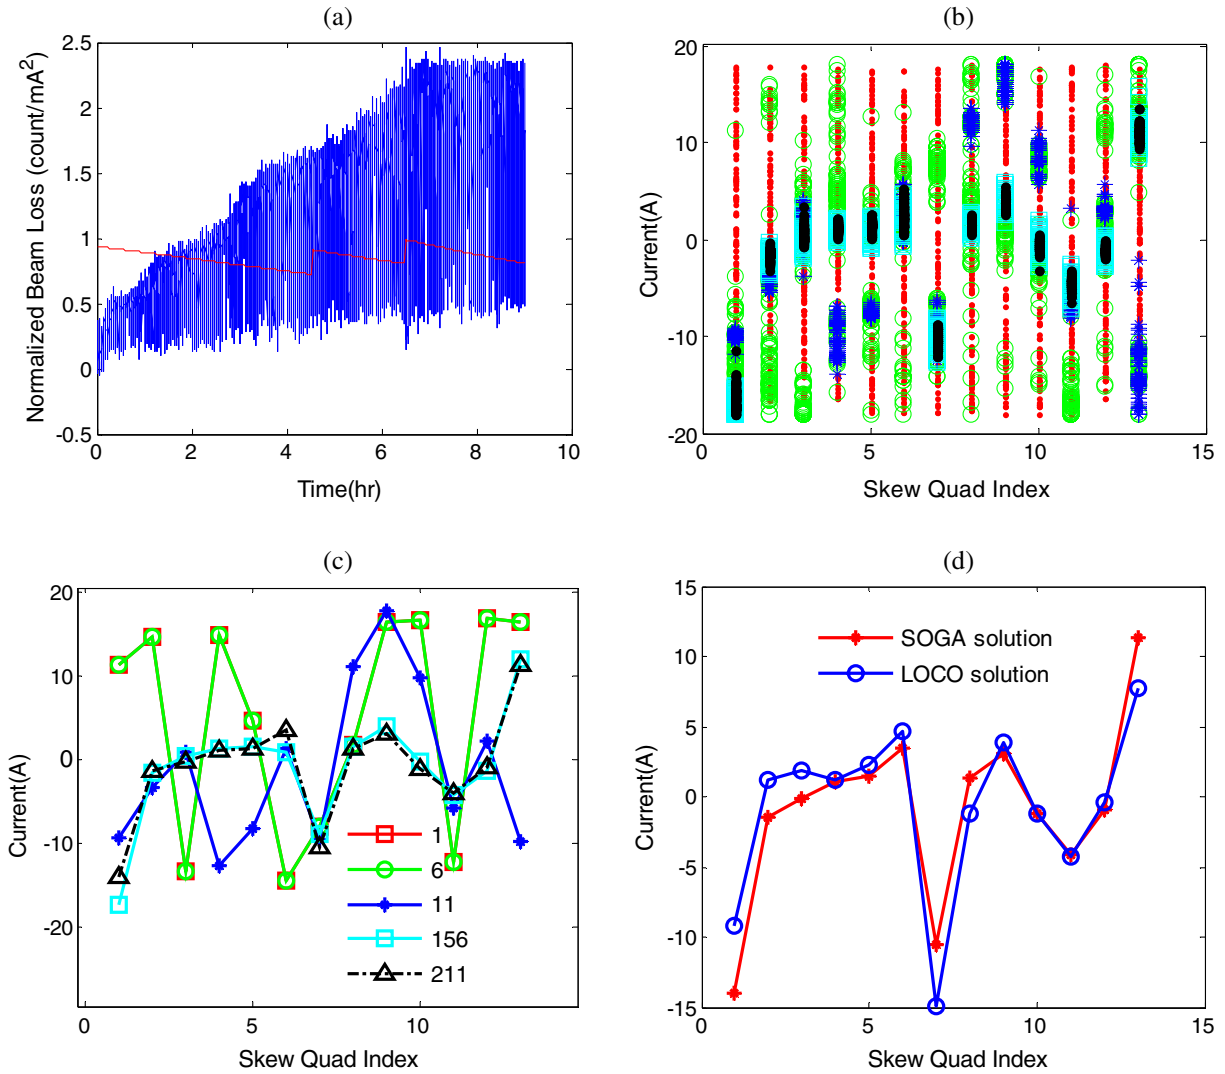 (a)
2.5
2
1.5
1
0.5
0
-0.5
0 2 4 6 8 10
Normalized Beam Loss (count/mA²)
Time(hr)
(b)
20
10
0
-10
-20
0 5 10 15
Current(A)
Skew Quad Index
(c)
20
10
0
-10
-20
0 5 10
Current(A)
Skew Quad Index
1
6
11
156
211
(d)
15
10
5
0
-5
-10
-15
0 5 10 15
Current(A)
Skew Quad Index
SOGA solution
LOCO solution